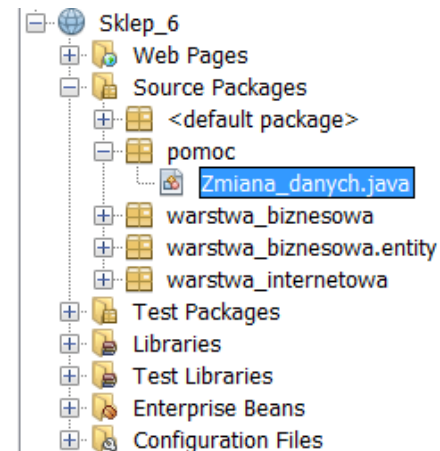 Sklep_6
Web Pages
Source Packages
<default package>
pomoc
Zmiana_danych.java
warstwa_biznesowa
warstwa_biznesowa.entity
warstwa_internetowa
Test Packages
Libraries
Test Libraries
Enterprise Beans
Configuration Files